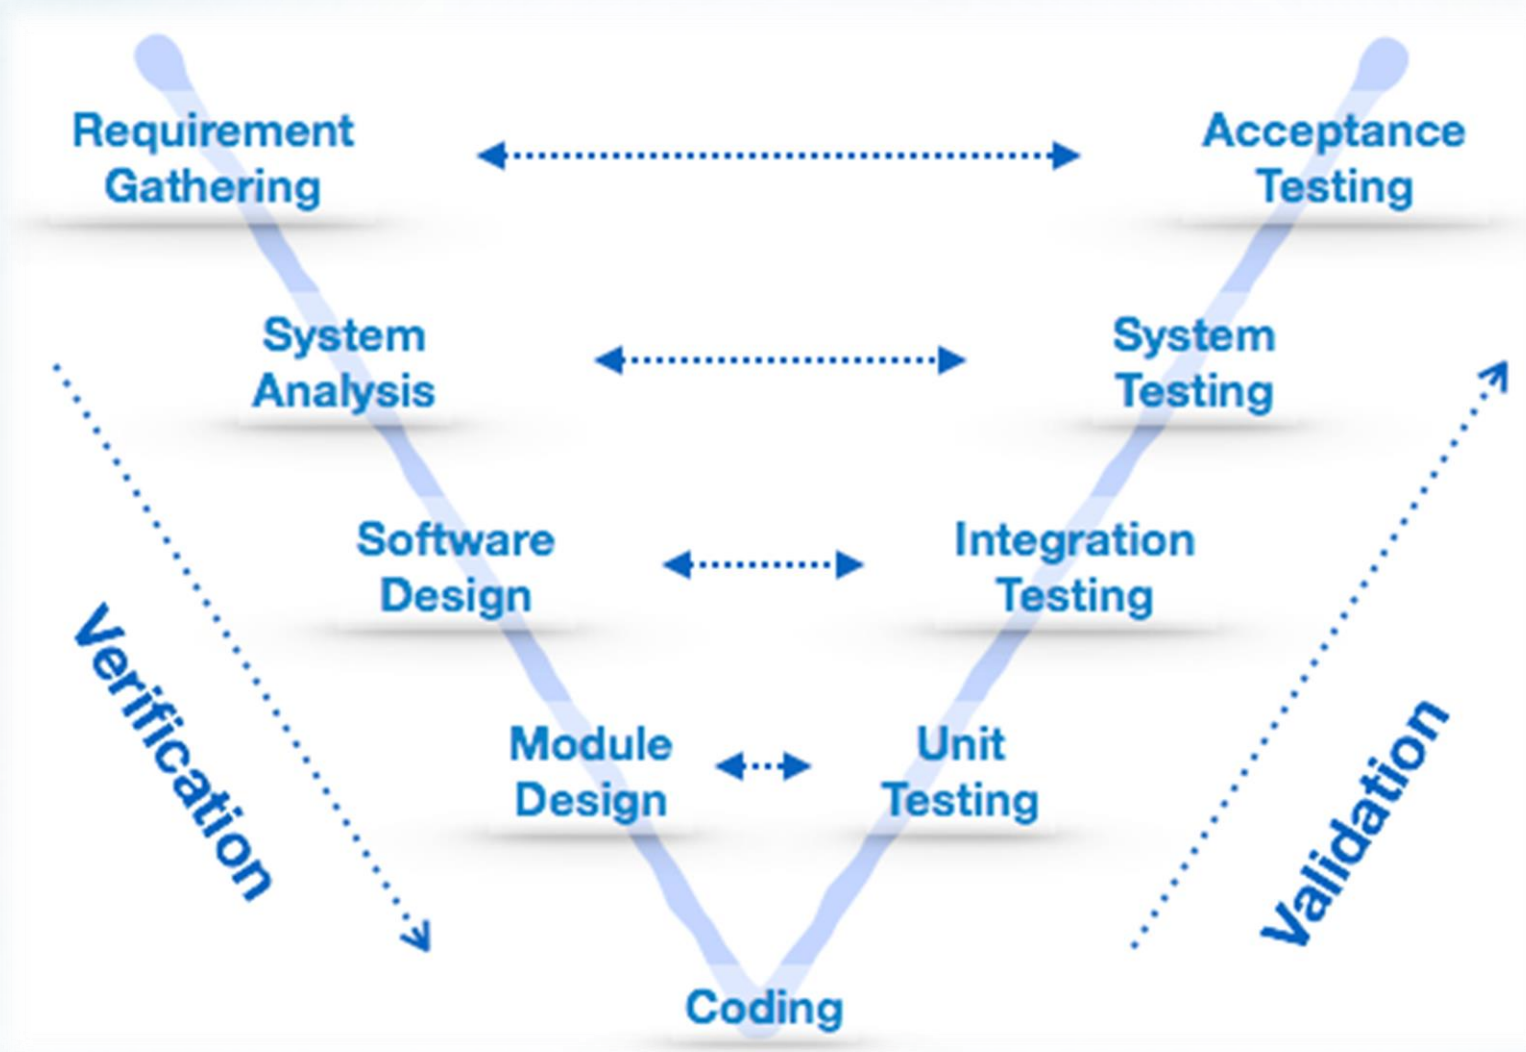 Requirement
Gathering
Acceptance
Testing
System
Analysis
System
Testing
Software
Design
Integration
Testing
Verification
Module
Design
Unit
Testing
Validation
Coding